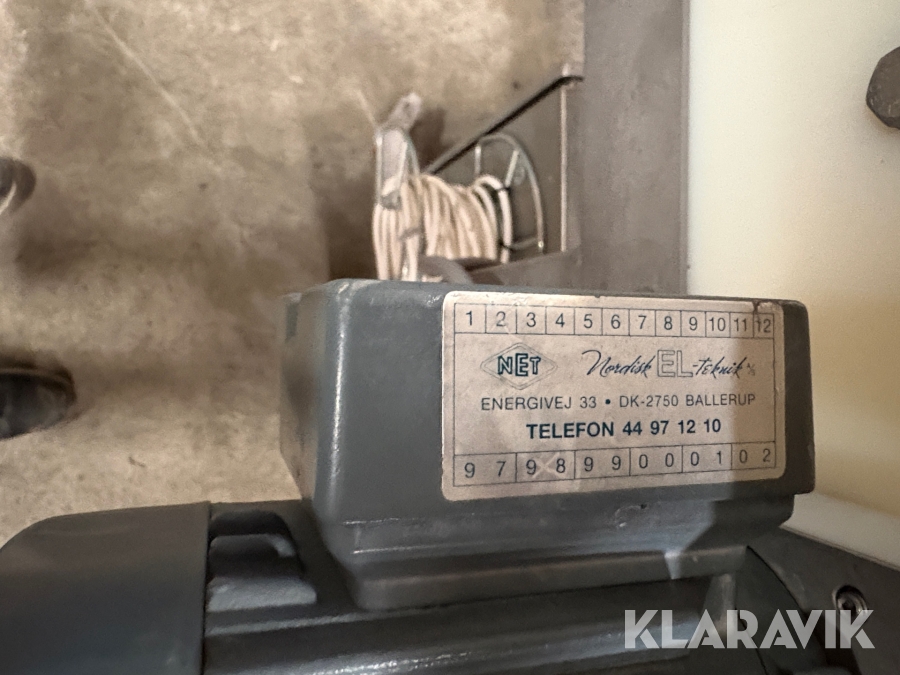 1 2 3 4 5 6 7 8 9 10 11 12
NET Nordisk EL-teknik A/S
ENERGIVEJ 33 • DK-2750 BALLERUP
TELEFON 44 97 12 10
9 7 9 8 9 9 0 0 0 1 0 2
KLARAVIK